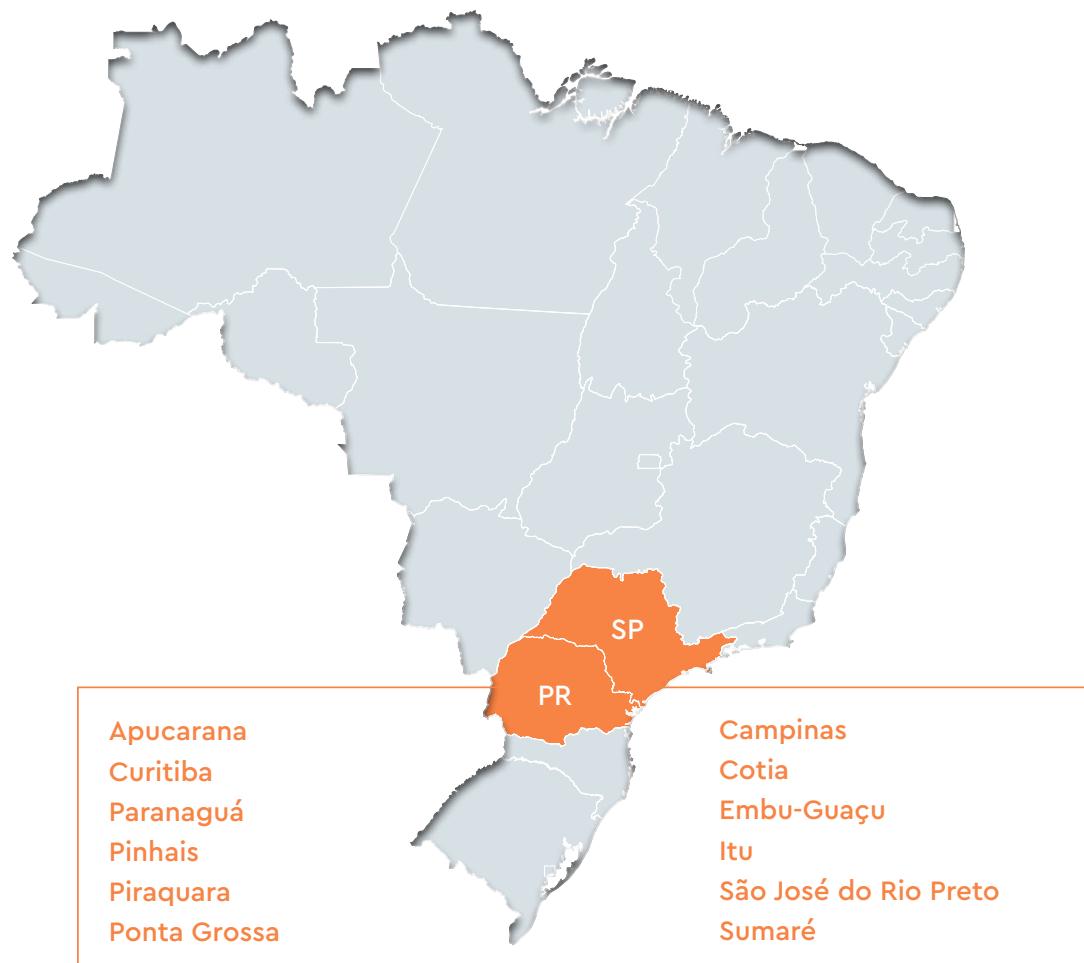 SP
PR
Apucarana
Curitiba
Paranaguá
Pinhais
Piraquara
Ponta Grossa
Campinas
Cotia
Embu-Guaçu
Itu
São José do Rio Preto
Sumaré